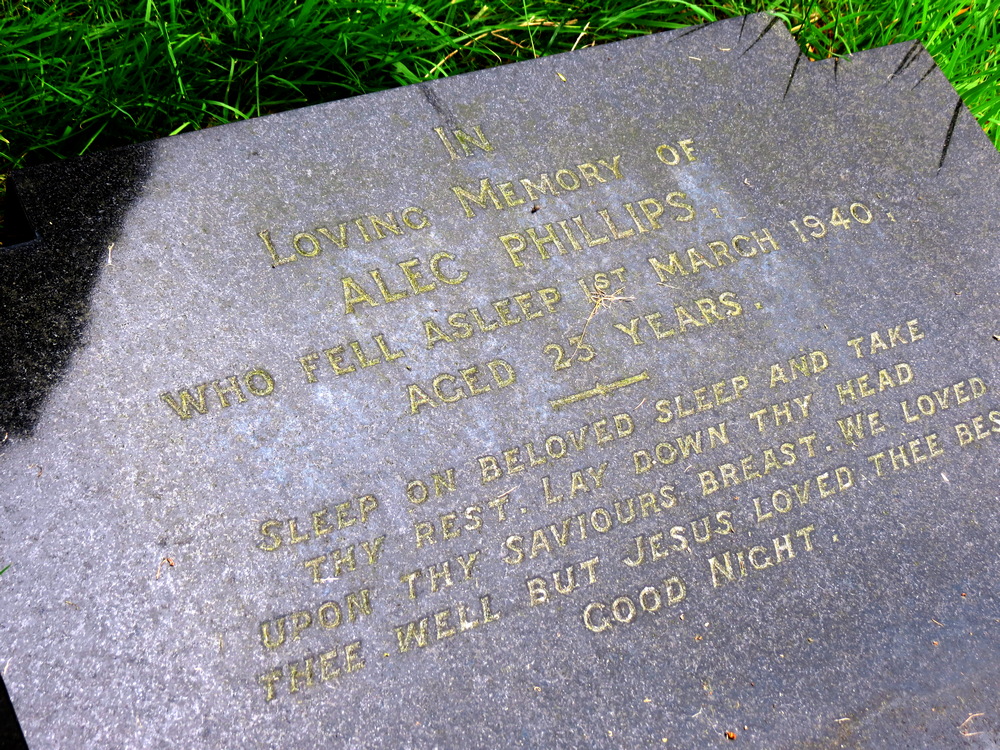 IN
LOVING MEMORY OF
ALEC PHILLIPS.
WHO FELL ASLEEP 1ST MARCH 1940.
AGED 23 YEARS.
SLEEP ON BELOVED SLEEP AND TAKE
THY REST. LAY DOWN THY HEAD
UPON THY SAVIOURS BREAST. WE LOVED
THEE WELL BUT JESUS LOVED THEE BEST
GOOD NIGHT.